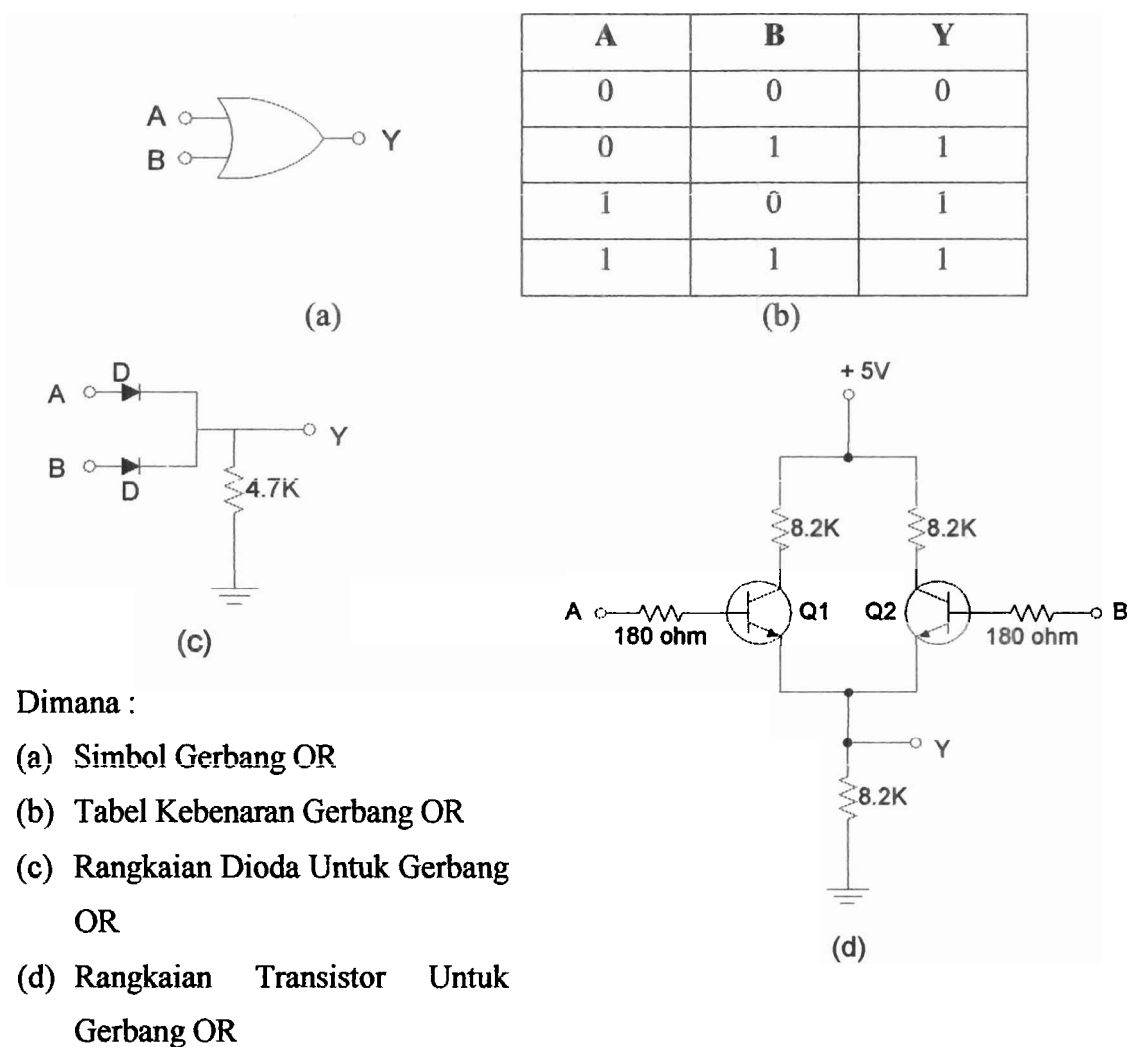 A
B
Y
(a)
A B Y
0 0 0
0 1 1
1 0 1
1 1 1
(b)
A
D
B
D
Y
4.7K
(c)
+ 5V
8.2K
8.2K
A
180 ohm
Q1
Q2
180 ohm
B
Y
8.2K
(d)
Dimana :
(a) Simbol Gerbang OR
(b) Tabel Kebenaran Gerbang OR
(c) Rangkaian Dioda Untuk Gerbang
OR
(d) Rangkaian Transistor Untuk
Gerbang OR